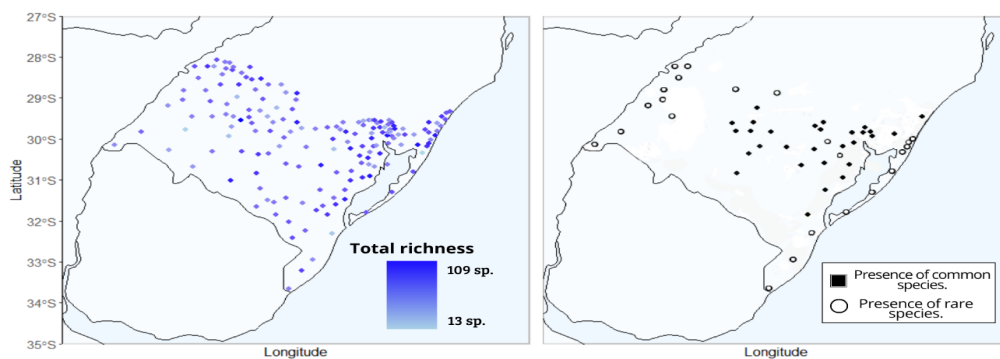 27°S
28°S
29°S
30°S
31°S
32°S
33°S
34°S
35°S
Latitude
Total richness
109 sp.
13 sp.
Longitude
Presence of common
species.
Presence of rare
species.
Longitude